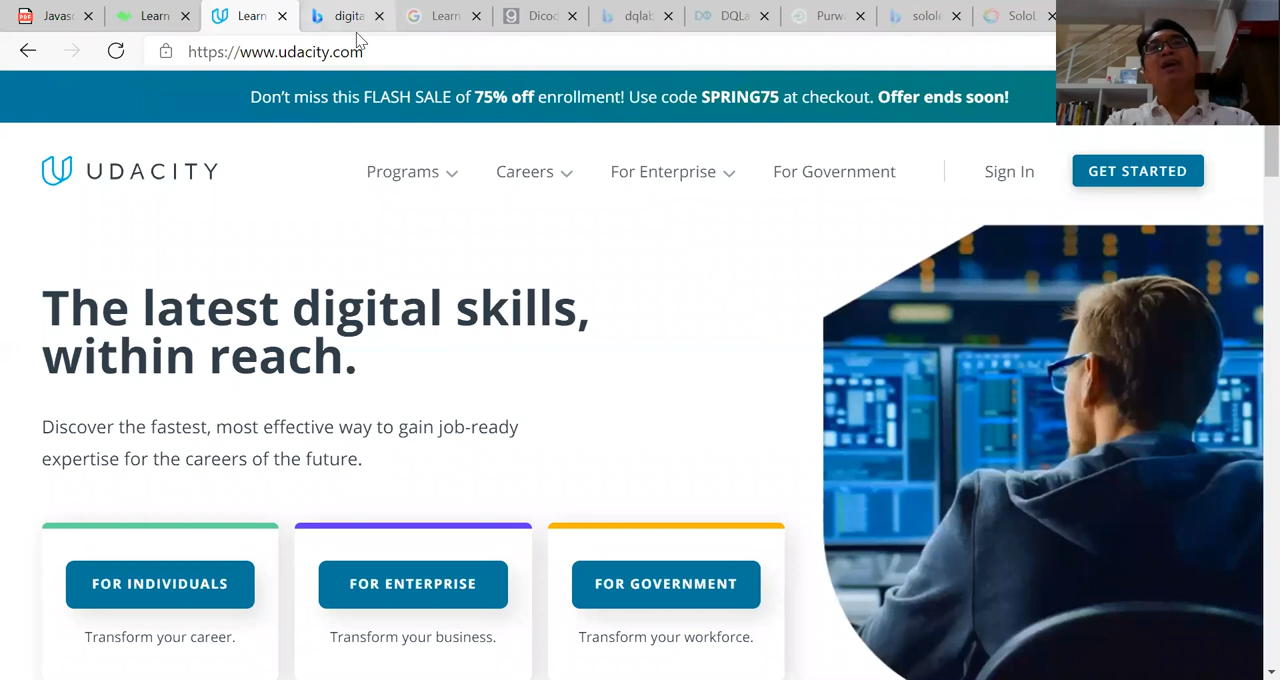 Javasc
Learn
Learn
digita
Learn
Dicod
dqlab
DQLa
Purwa
solole
SoloL
https://www.udacity.com
Don't miss this FLASH SALE of 75% off enrollment! Use code SPRING75 at checkout. Offer ends soon!
UDACITY
Programs
Careers
For Enterprise
For Government
Sign In
GET STARTED
The latest digital skills,
within reach.
Discover the fastest, most effective way to gain job-ready
expertise for the careers of the future.
FOR INDIVIDUALS
FOR ENTERPRISE
FOR GOVERNMENT
Transform your career.
Transform your business.
Transform your workforce.